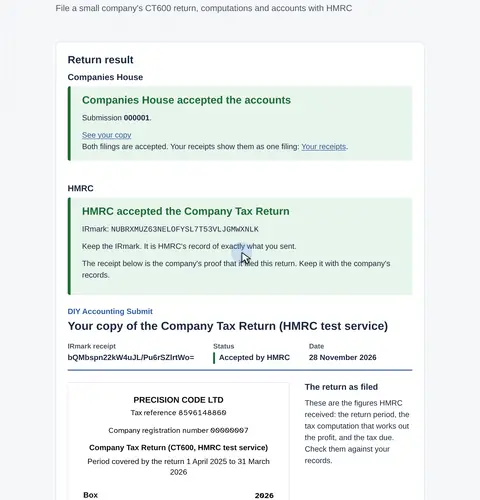 File a small company's CT600 return, computations and accounts with HMRC
Return result
Companies House
Companies House accepted the accounts
Submission 000001.
See your copy
Both filings are accepted. Your receipts show them as one filing: Your receipts.
HMRC
HMRC accepted the Company Tax Return
IRmark: NUBRXMUZ63NEL0FYSL7T53VLJGMWXNLK
Keep the IRmark. It is HMRC's record of exactly what you sent.
The receipt below is the company's proof that it filed this return. Keep it with the company's
records.
DIY Accounting Submit
Your copy of the Company Tax Return (HMRC test service)
IRmark receipt
Status
Date
bQMbspn22kW4uJL/Pu6rSZIrtWo=
Accepted by HMRC
28 November 2026
PRECISION CODE LTD
Tax reference 8596148860
Company registration number 00000007
Company Tax Return (CT600, HMRC test service)
Period covered by the return 1 April 2025 to 31 March
2026
Box
2026
The return as filed
These are the figures HMRC
received: the return period, the
tax computation that works out
the profit, and the tax due.
Check them against your
records.